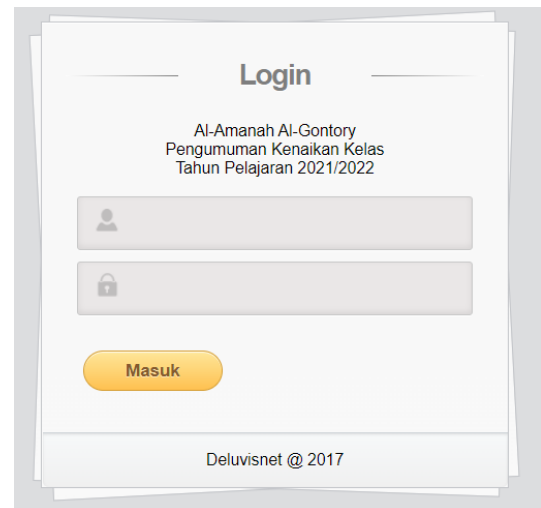 Login
Al-Amanah Al-Gontory
Pengumuman Kenaikan Kelas
Tahun Pelajaran 2021/2022
Masuk
Deluvisnet @ 2017